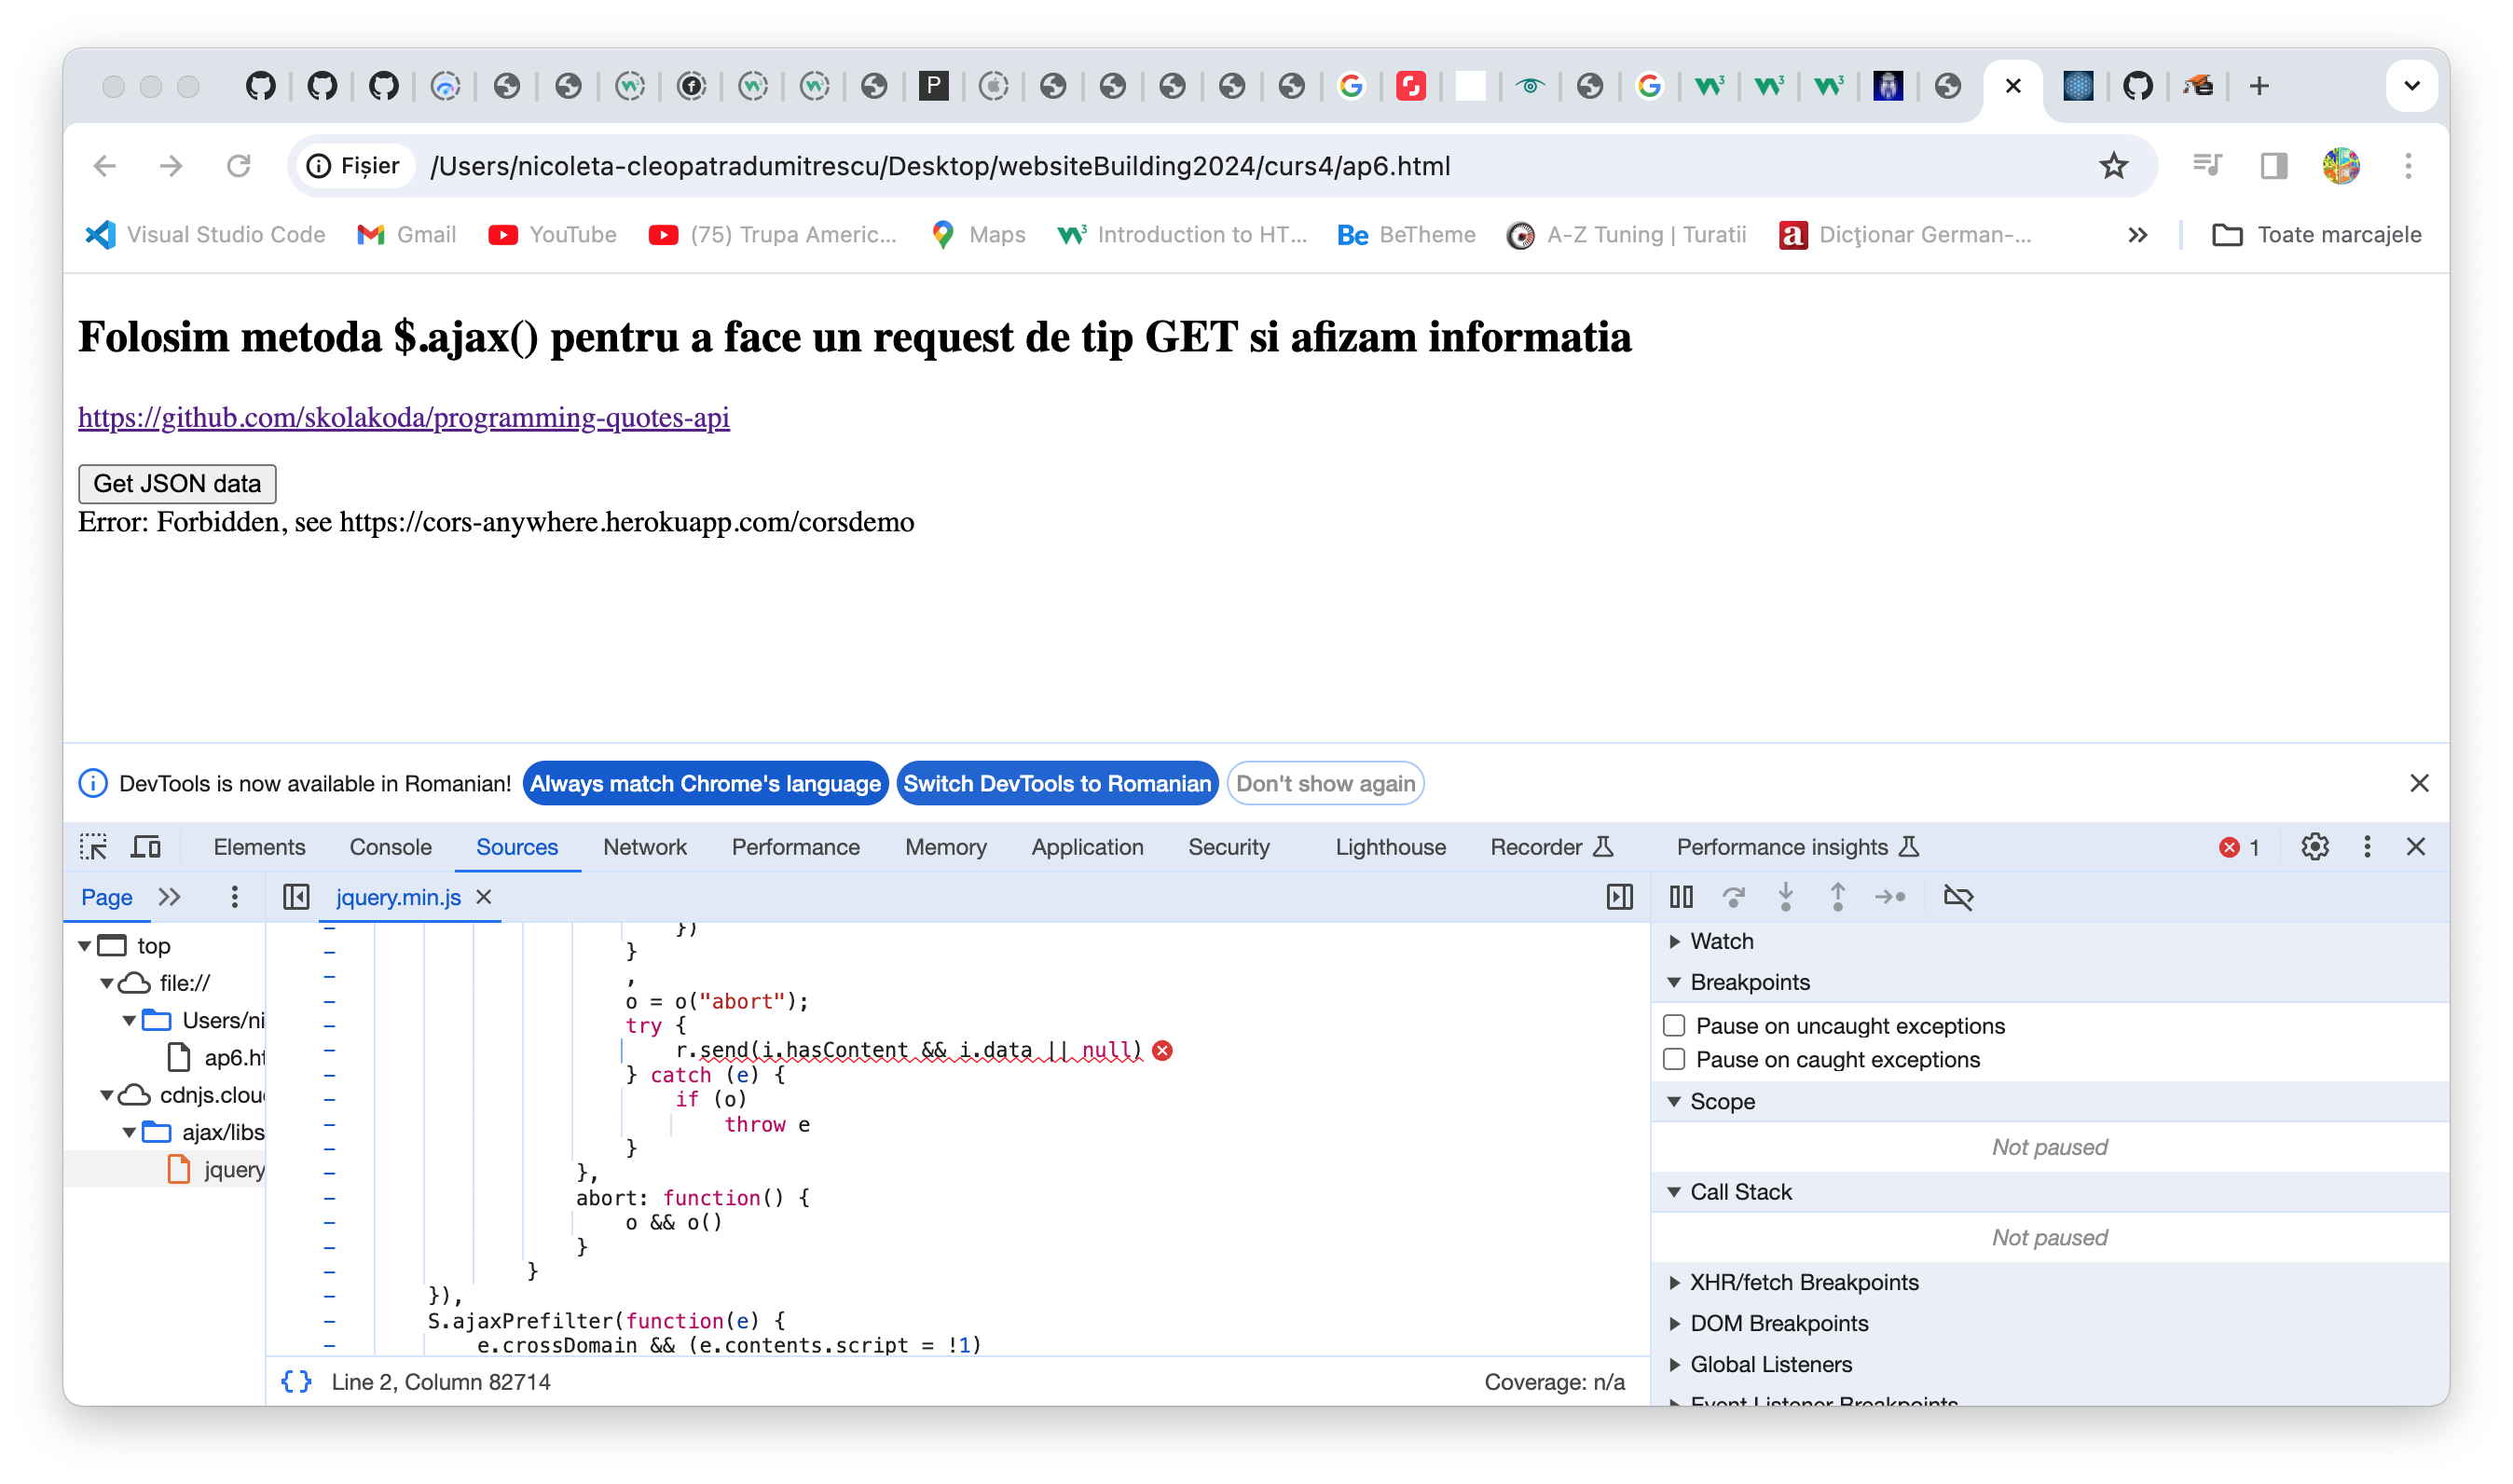 Fișier /Users/nicoleta-cleopatradumitrescu/Desktop/websiteBuilding2024/curs4/ap6.html
Visual Studio Code Gmail YouTube (75) Trupa Americ... Maps Introduction to HT... BeTheme A-Z Tuning | Turatii Dicţionar German-... Toate marcajele
Folosim metoda $.ajax() pentru a face un request de tip GET si afizam informatia
https://github.com/skolakoda/programming-quotes-api
Get JSON data
Error: Forbidden, see https://cors-anywhere.herokuapp.com/corsdemo
DevTools is now available in Romanian! Always match Chrome's language Switch DevTools to Romanian Don't show again
Elements Console Sources Network Performance Memory Application Security Lighthouse Recorder Performance insights 1
Page jquery.min.js
top
file://
Users/ni
ap6.ht
cdnjs.clou
ajax/libs
jquery
})
}
,
o = o("abort");
try {
r.send(i.hasContent && i.data || null)
} catch (e) {
if (o)
throw e
}
},
abort: function() {
o && o()
}
}
}),
S.ajaxPrefilter(function(e) {
e.crossDomain && (e.contents.script = !1)
{} Line 2, Column 82714 Coverage: n/a
Watch
Breakpoints
Pause on uncaught exceptions
Pause on caught exceptions
Scope
Not paused
Call Stack
Not paused
XHR/fetch Breakpoints
DOM Breakpoints
Global Listeners
Event Listener Breakpoints